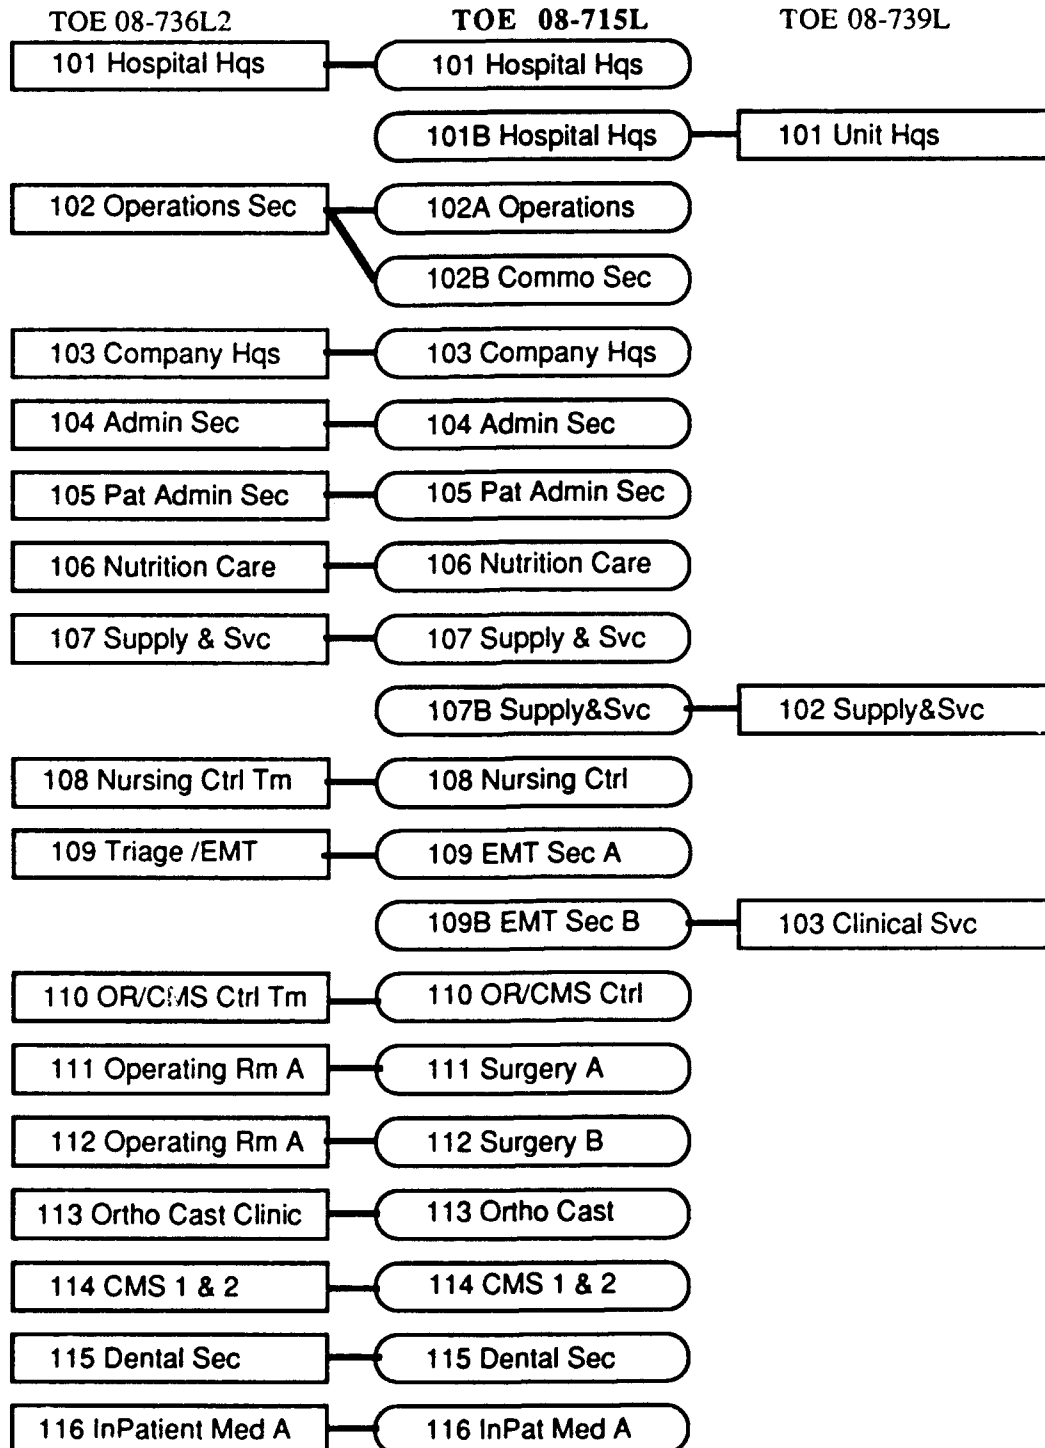 TOE 08-736L2 TOE 08-715L TOE 08-739L
101 Hospital Hqs 101 Hospital Hqs
101B Hospital Hqs 101 Unit Hqs
102 Operations Sec 102A Operations
102B Commo Sec
103 Company Hqs 103 Company Hqs
104 Admin Sec 104 Admin Sec
105 Pat Admin Sec 105 Pat Admin Sec
106 Nutrition Care 106 Nutrition Care
107 Supply & Svc 107 Supply & Svc
107B Supply&Svc 102 Supply&Svc
108 Nursing Ctrl Tm 108 Nursing Ctrl
109 Triage /EMT 109 EMT Sec A
109B EMT Sec B 103 Clinical Svc
110 OR/CMS Ctrl Tm 110 OR/CMS Ctrl
111 Operating Rm A 111 Surgery A
112 Operating Rm A 112 Surgery B
113 Ortho Cast Clinic 113 Ortho Cast
114 CMS 1 & 2 114 CMS 1 & 2
115 Dental Sec 115 Dental Sec
116 InPatient Med A 116 InPat Med A